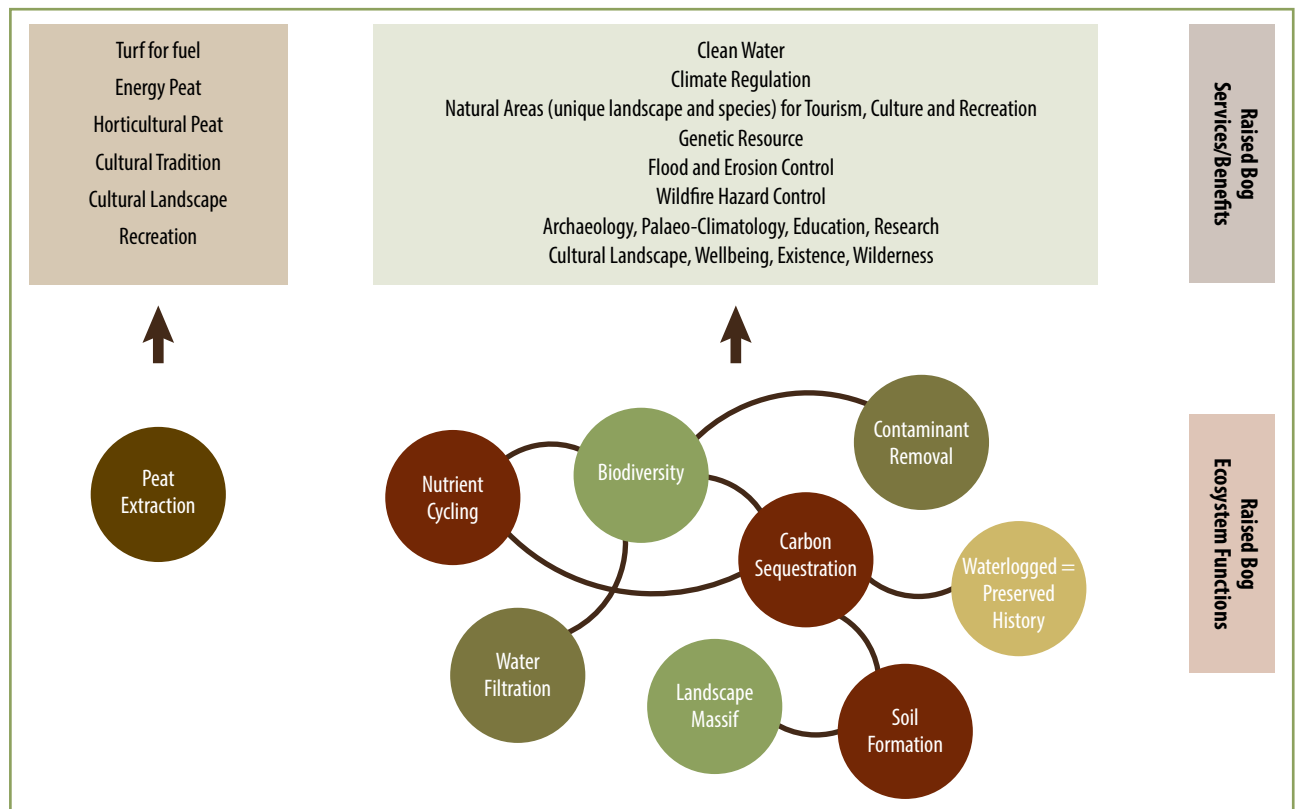 Turf for fuel
Energy Peat
Horticultural Peat
Cultural Tradition
Cultural Landscape
Recreation
Clean Water
Climate Regulation
Natural Areas (unique landscape and species) for Tourism, Culture and Recreation
Genetic Resource
Flood and Erosion Control
Wildfire Hazard Control
Archaeology, Palaeo-Climatology, Education, Research
Cultural Landscape, Wellbeing, Existence, Wilderness
Raised Bog
Services/Benefits
Peat
Extraction
Nutrient
Cycling
Biodiversity
Contaminant
Removal
Carbon
Sequestration
Waterlogged =
Preserved
History
Water
Filtration
Landscape
Massif
Soil
Formation
Raised Bog
Ecosystem Functions